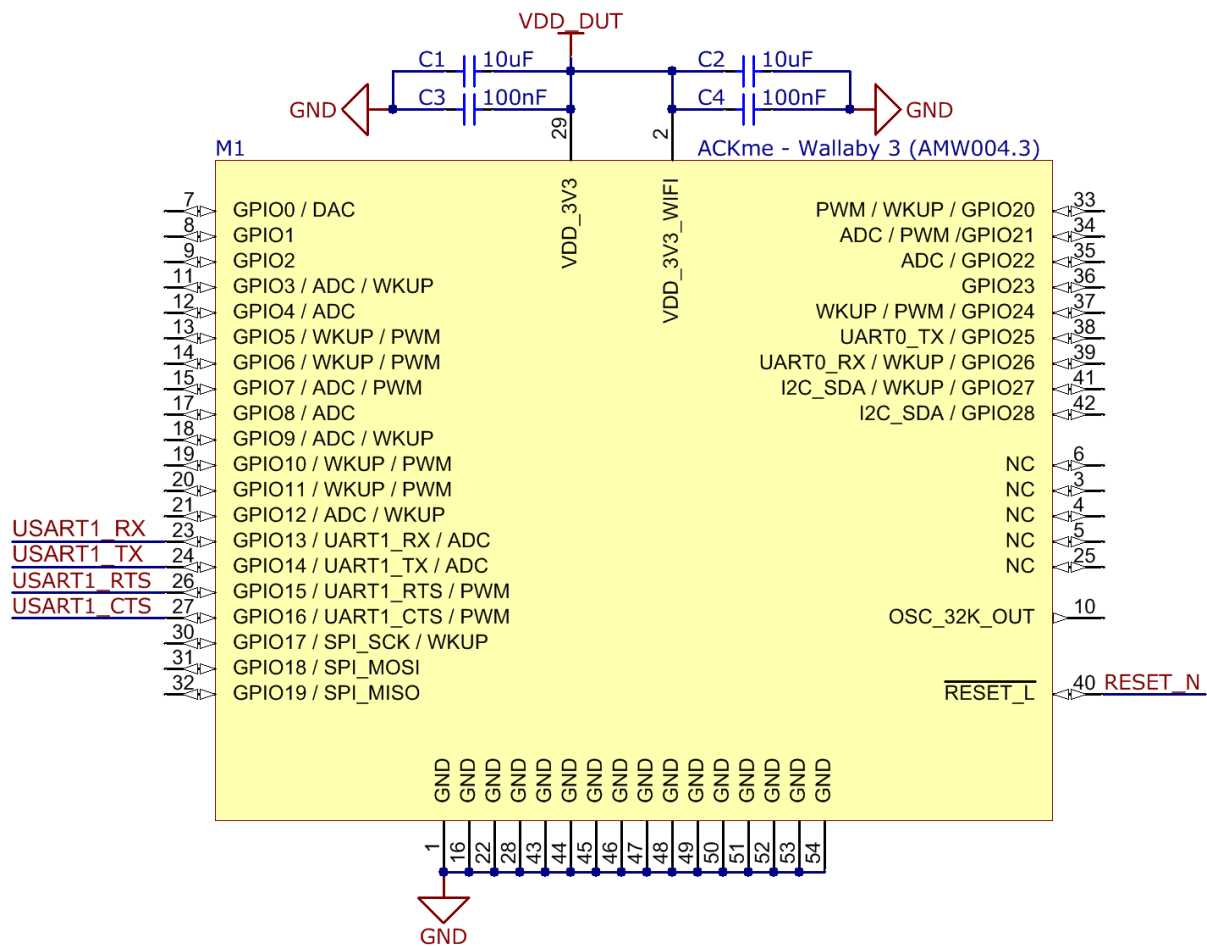 VDD_DUT
C1 10uF C2 10uF
GND C3 100nF C4 100nF GND
29 2
M1 ACKme - Wallaby 3 (AMW004.3)
VDD_3V3
VDD_3V3_WIFI
7 GPIO0 / DAC PWM / WKUP / GPIO20 33
8 GPIO1 ADC / PWM /GPIO21 34
9 GPIO2 ADC / GPIO22 35
11 GPIO3 / ADC / WKUP GPIO23 36
12 GPIO4 / ADC WKUP / PWM / GPIO24 37
13 GPIO5 / WKUP / PWM UART0_TX / GPIO25 38
14 GPIO6 / WKUP / PWM UART0_RX / WKUP / GPIO26 39
15 GPIO7 / ADC / PWM I2C_SDA / WKUP / GPIO27 41
17 GPIO8 / ADC I2C_SDA / GPIO28 42
18 GPIO9 / ADC / WKUP
19 GPIO10 / WKUP / PWM NC 6
20 GPIO11 / WKUP / PWM NC 3
21 GPIO12 / ADC / WKUP NC 4
USART1_RX 23 GPIO13 / UART1_RX / ADC NC 5
USART1_TX 24 GPIO14 / UART1_TX / ADC NC 25
USART1_RTS 26 GPIO15 / UART1_RTS / PWM
USART1_CTS 27 GPIO16 / UART1_CTS / PWM OSC_32K_OUT 10
30 GPIO17 / SPI_SCK / WKUP
31 GPIO18 / SPI_MOSI
32 GPIO19 / SPI_MISO RESET_L 40 RESET_N
GND GND GND GND GND GND GND GND GND GND GND GND GND GND GND GND
1 16 22 28 43 44 45 46 47 48 49 50 51 52 53 54
GND